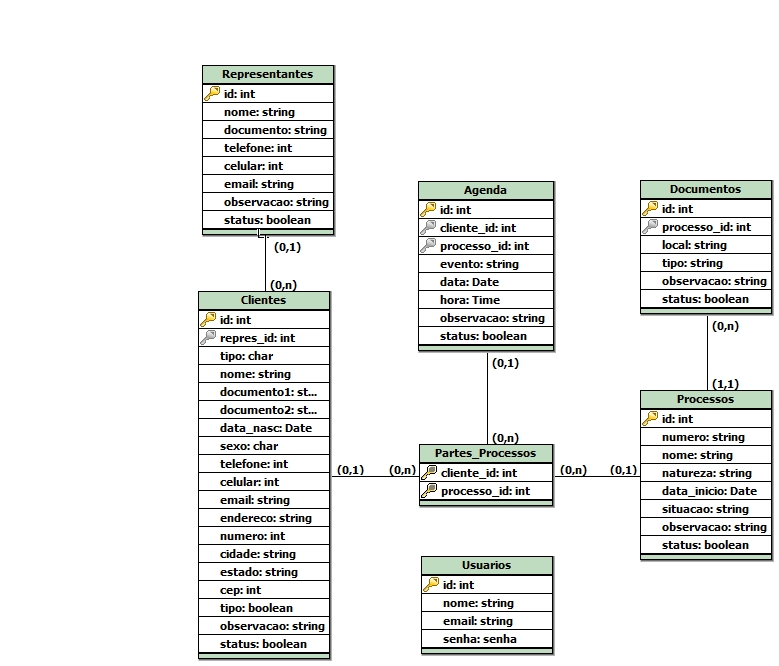 Representantes
id: int
nome: string
documento: string
telefone: int
celular: int
email: string
observacao: string
status: boolean
(0,1)
(0,n)
Clientes
id: int
repres_id: int
tipo: char
nome: string
documento1: st...
documento2: st...
data_nasc: Date
sexo: char
telefone: int
celular: int
email: string
endereco: string
numero: int
cidade: string
estado: string
cep: int
tipo: boolean
observacao: string
status: boolean
(0,1)
(0,n)
Agenda
id: int
cliente_id: int
processo_id: int
evento: string
data: Date
hora: Time
observacao: string
status: boolean
(0,1)
(0,n)
Partes_Processos
cliente_id: int
processo_id: int
(0,n)
(0,1)
Usuarios
id: int
nome: string
email: string
senha: senha
Documentos
id: int
processo_id: int
local: string
tipo: string
observacao: string
status: boolean
(0,n)
(1,1)
Processos
id: int
numero: string
nome: string
natureza: string
data_inicio: Date
situacao: string
observacao: string
status: boolean